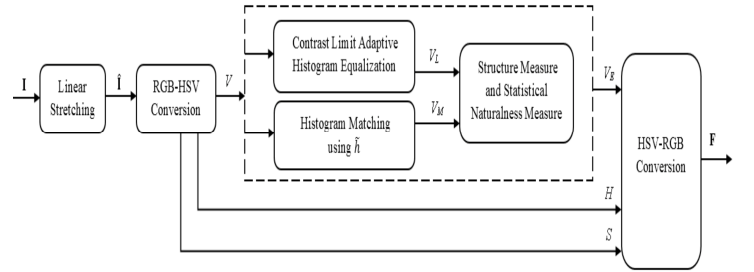 I
Linear
Stretching
Î
RGB-HSV
Conversion
V
Contrast Limit Adaptive
Histogram Equalization
V_L
Histogram Matching
using h̃
V_M
Structure Measure
and Statistical
Naturalness Measure
V_E
HSV-RGB
Conversion
F
H
S